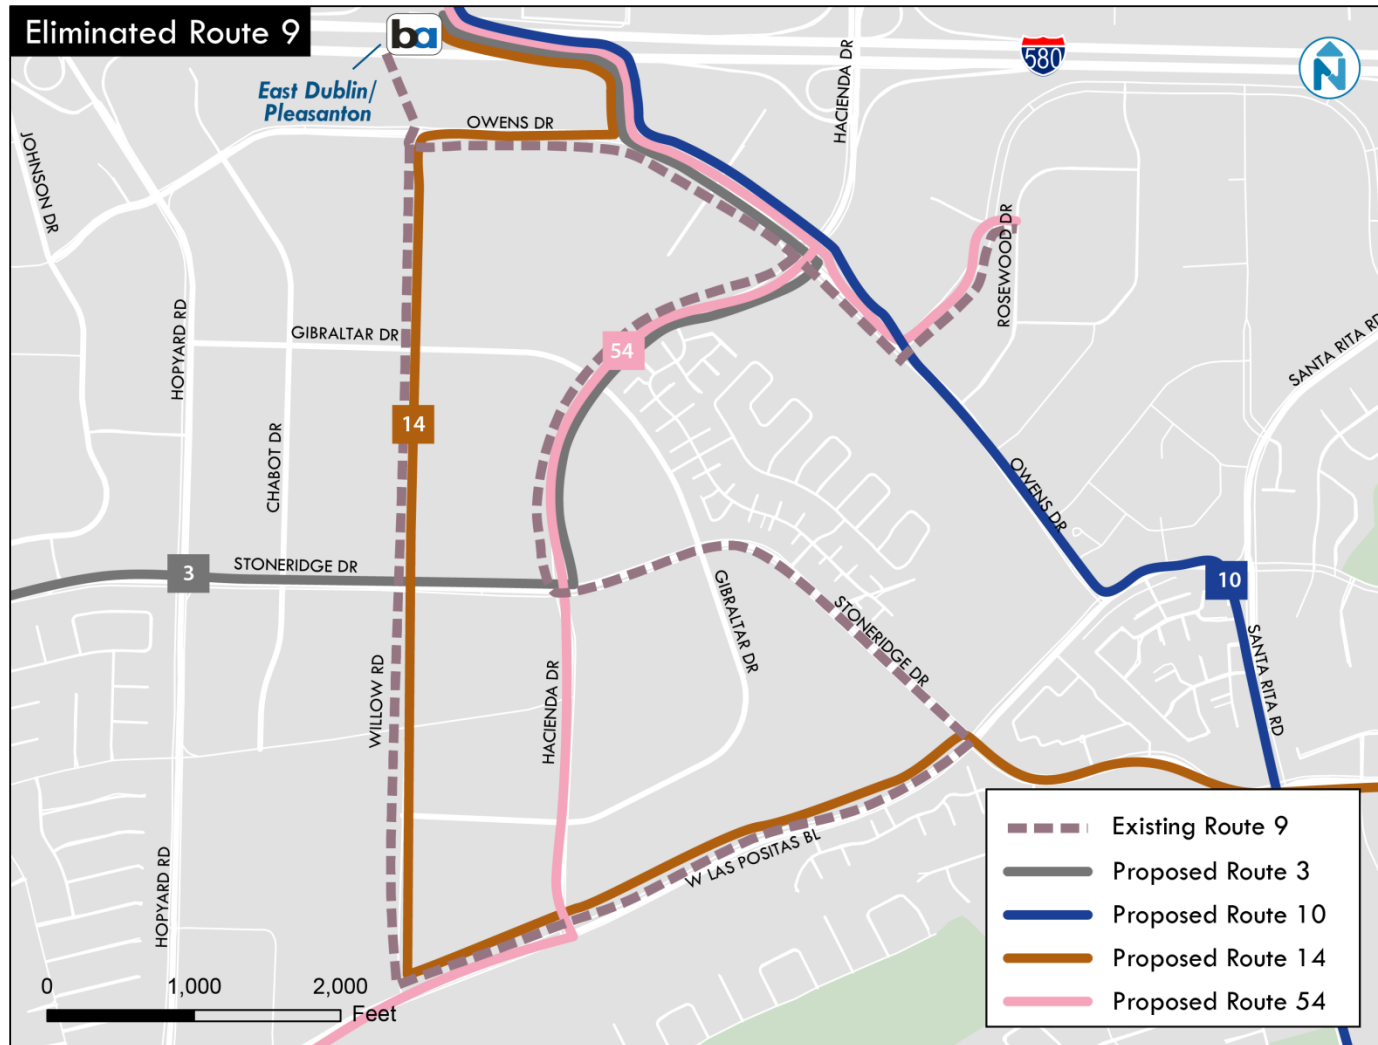 Eliminated Route 9
ba
East Dublin/
Pleasanton
580
N
HACIENDA DR
OWENS DR
JOHNSON DR
ROSEWOOD DR
HOPYARD RD
GIBRALTAR DR
54
SANTA RITA RD
14
CHABOT DR
OWENS DR
STONERIDGE DR
3
10
GIBRALTAR DR
STONERIDGE DR
SANTA RITA RD
WILLOW RD
HACIENDA DR
W LAS POSITAS BL
HOPYARD RD
0 1,000 2,000
Feet
Existing Route 9
Proposed Route 3
Proposed Route 10
Proposed Route 14
Proposed Route 54